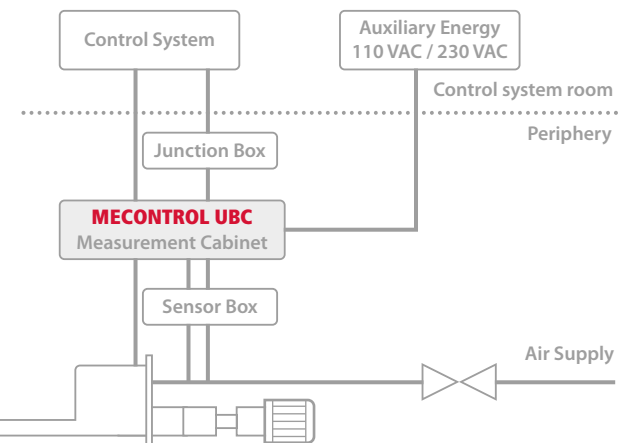 Control System
Auxiliary Energy
110 VAC / 230 VAC
Control system room
Periphery
Junction Box
MECONTROL UBC
Measurement Cabinet
Sensor Box
Air Supply